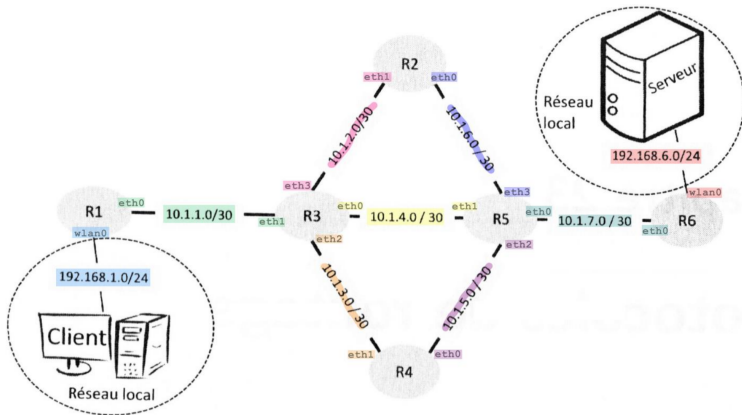 R2
eth1
eth0
Serveur
Réseau
local
10.1.2.0/30
10.1.6.0 / 30
192.168.6.0/24
eth3
eth3
wlan0
R1
eth0
10.1.1.0/30
eth1
R3
eth0
10.1.4.0 / 30
eth1
R5
eth0
10.1.7.0 / 30
eth0
R6
wlan0
eth2
eth2
192.168.1.0/24
10.1.3.0 / 30
10.1.5.0 / 30
Client
eth1
eth0
R4
Réseau local